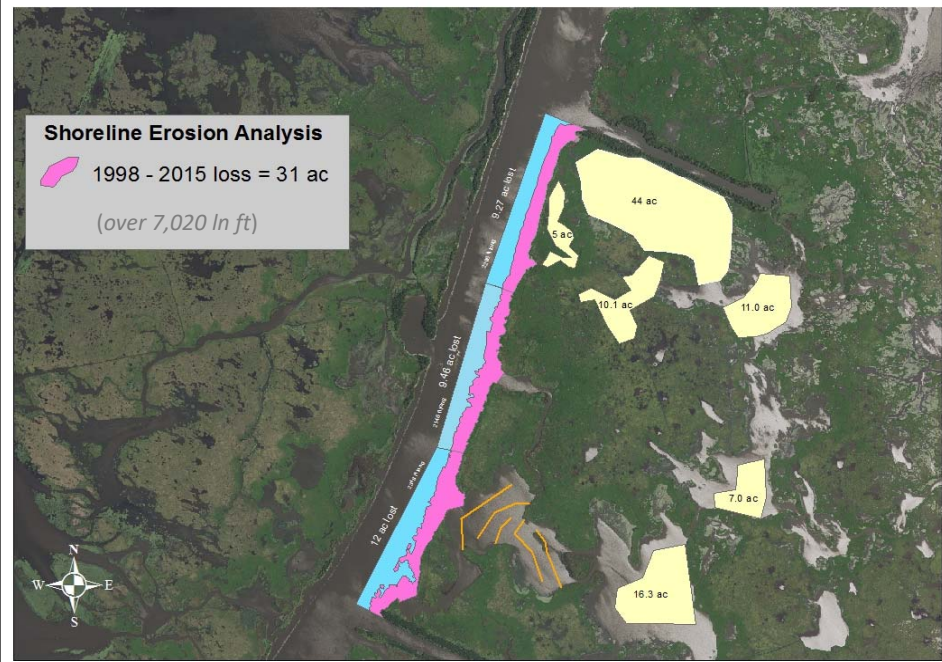 Shoreline Erosion Analysis
1998 - 2015 loss = 31 ac
(over 7,020 ln ft)
9.27 ac lost
9.46 ac lost
12 ac lost
44 ac
5 ac
10.1 ac
11.0 ac
7.0 ac
16.3 ac
N
W
E
S